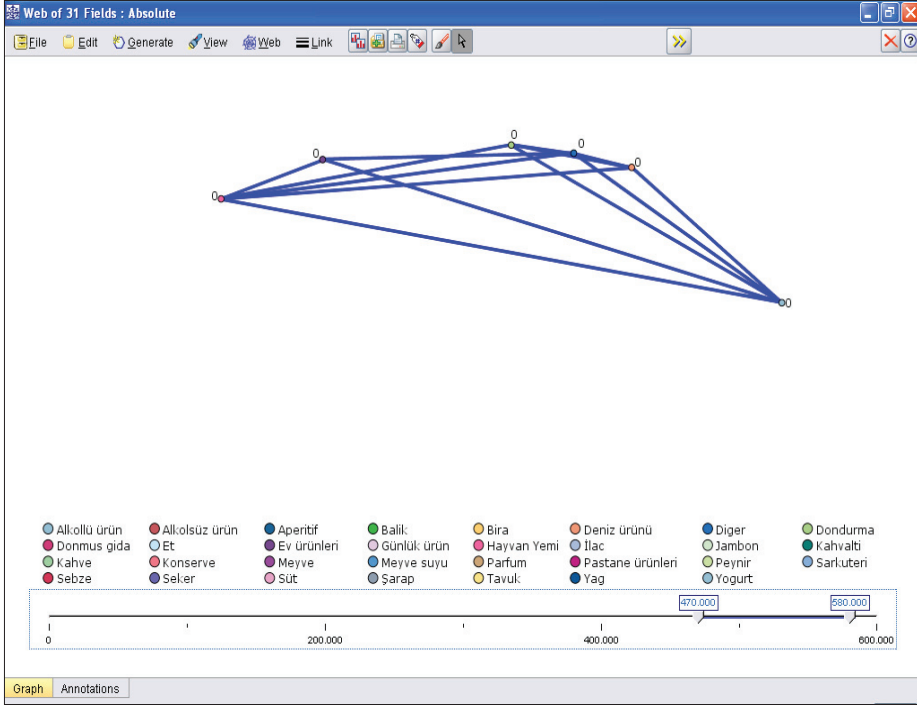 Web of 31 Fields : Absolute
File Edit Generate View Web Link
0
0
0
0
0
0
Alkollü ürün Alkolsüz ürün Aperitif Balik Bira Deniz ürünü Diger Dondurma
Donmus gida Et Ev ürünleri Günlük ürün Hayvan Yemi İlac Jambon Kahvalti
Kahve Konserve Meyve Meyve suyu Parfum Pastane ürünleri Peynir Sarkuteri
Sebze Seker Süt Şarap Tavuk Yag Yogurt
470.000 580.000
0 200.000 400.000 600.000
Graph Annotations